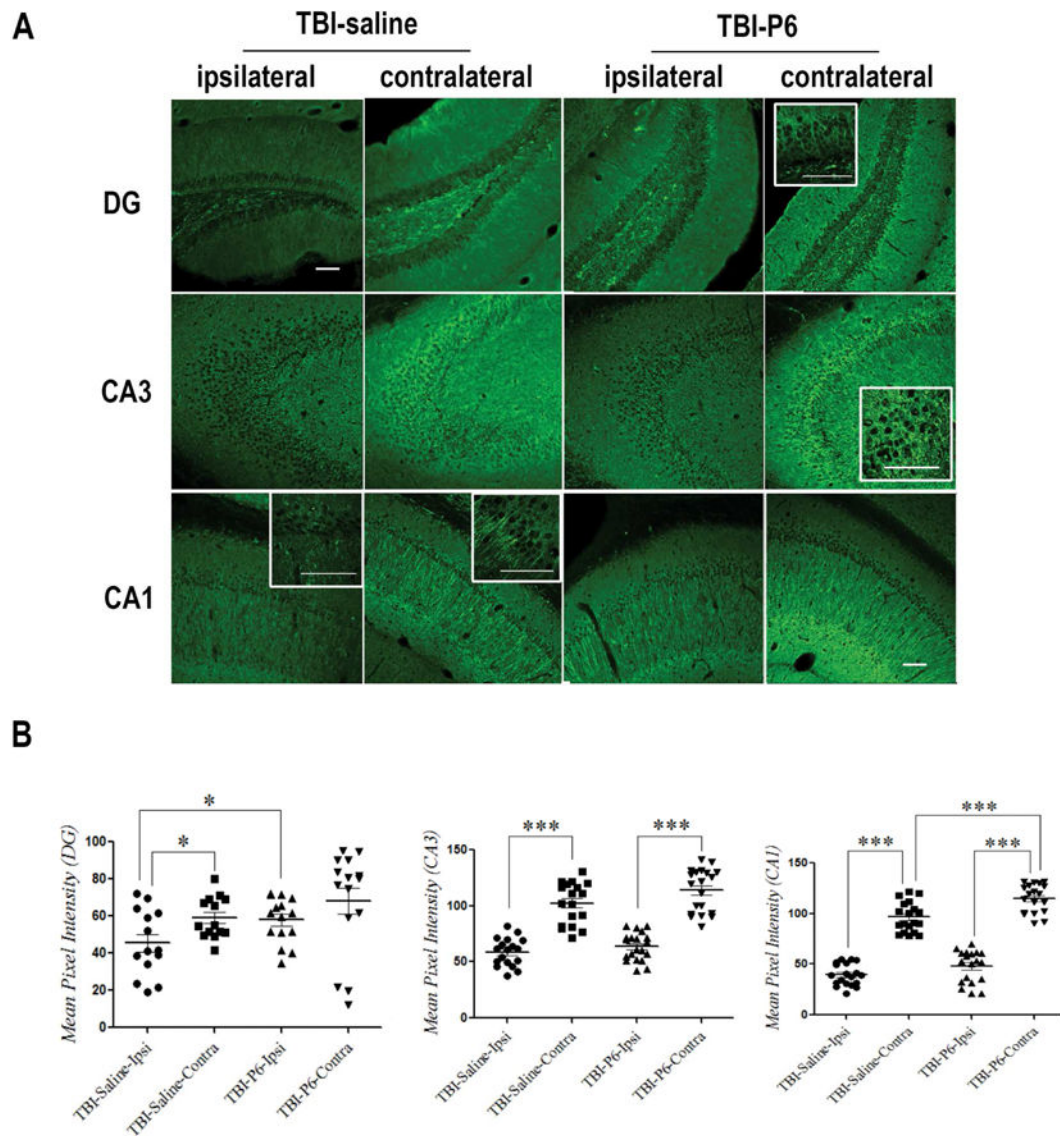 A
TBI-saline TBI-P6
ipsilateral contralateral ipsilateral contralateral
DG
CA3
CA1
B
* *
Mean Pixel Intensity (DG)
100
80
60
40
20
0
TBI-Saline-Ipsi
TBI-Saline-Contra
TBI-P6-Ipsi
TBI-P6-Contra
*** ***
Mean Pixel Intensity (CA3)
150
100
50
0
TBI-Saline-Ipsi
TBI-Saline-Contra
TBI-P6-Ipsi
TBI-P6-Contra
***
*** ***
Mean Pixel Intensity (CA1)
150
100
50
0
TBI-Saline-Ipsi
TBI-Saline-Contra
TBI-P6-Ipsi
TBI-P6-Contra